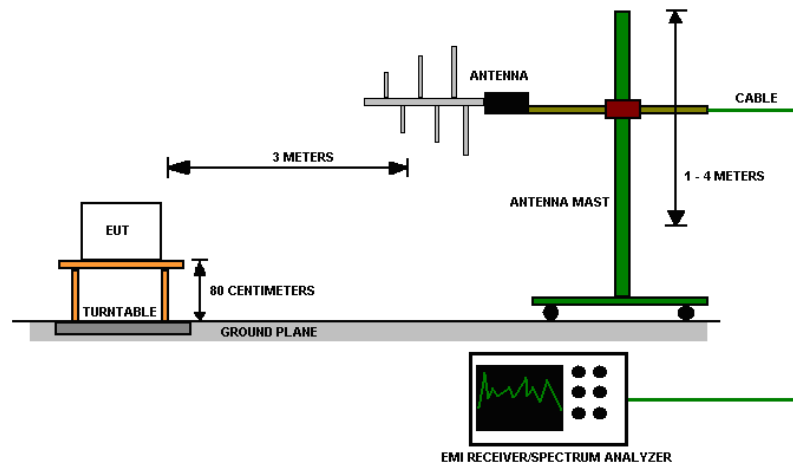 ANTENNA
CABLE
3 METERS
1 - 4 METERS
ANTENNA MAST
EUT
80 CENTIMETERS
TURNTABLE
GROUND PLANE
EMI RECEIVER/SPECTRUM ANALYZER